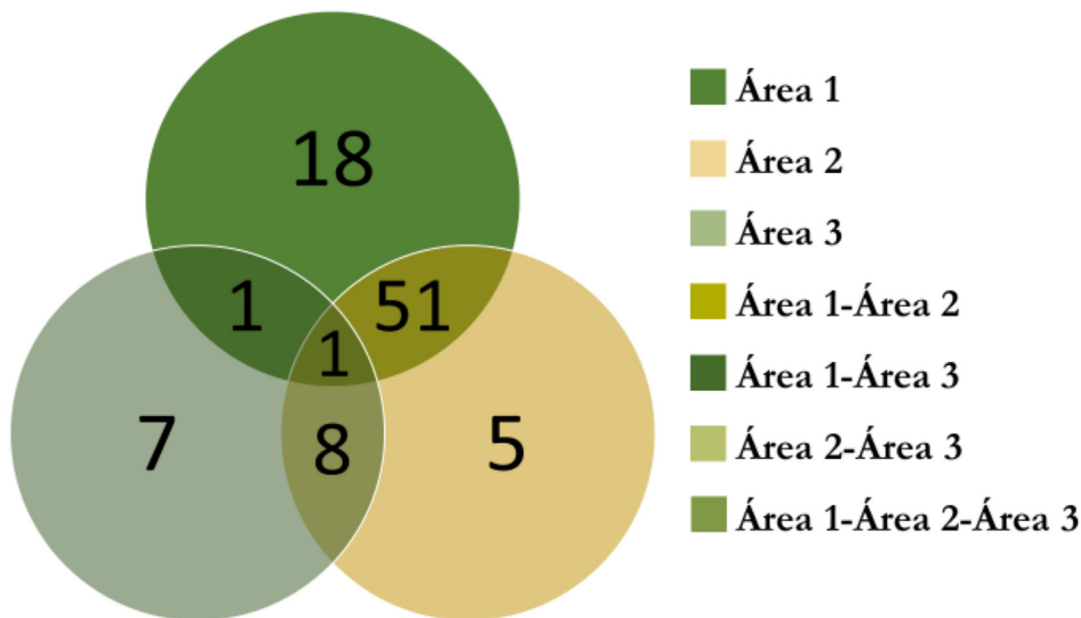 18
1
51
1
7
8
5
Área 1
Área 2
Área 3
Área 1-Área 2
Área 1-Área 3
Área 2-Área 3
Área 1-Área 2-Área 3